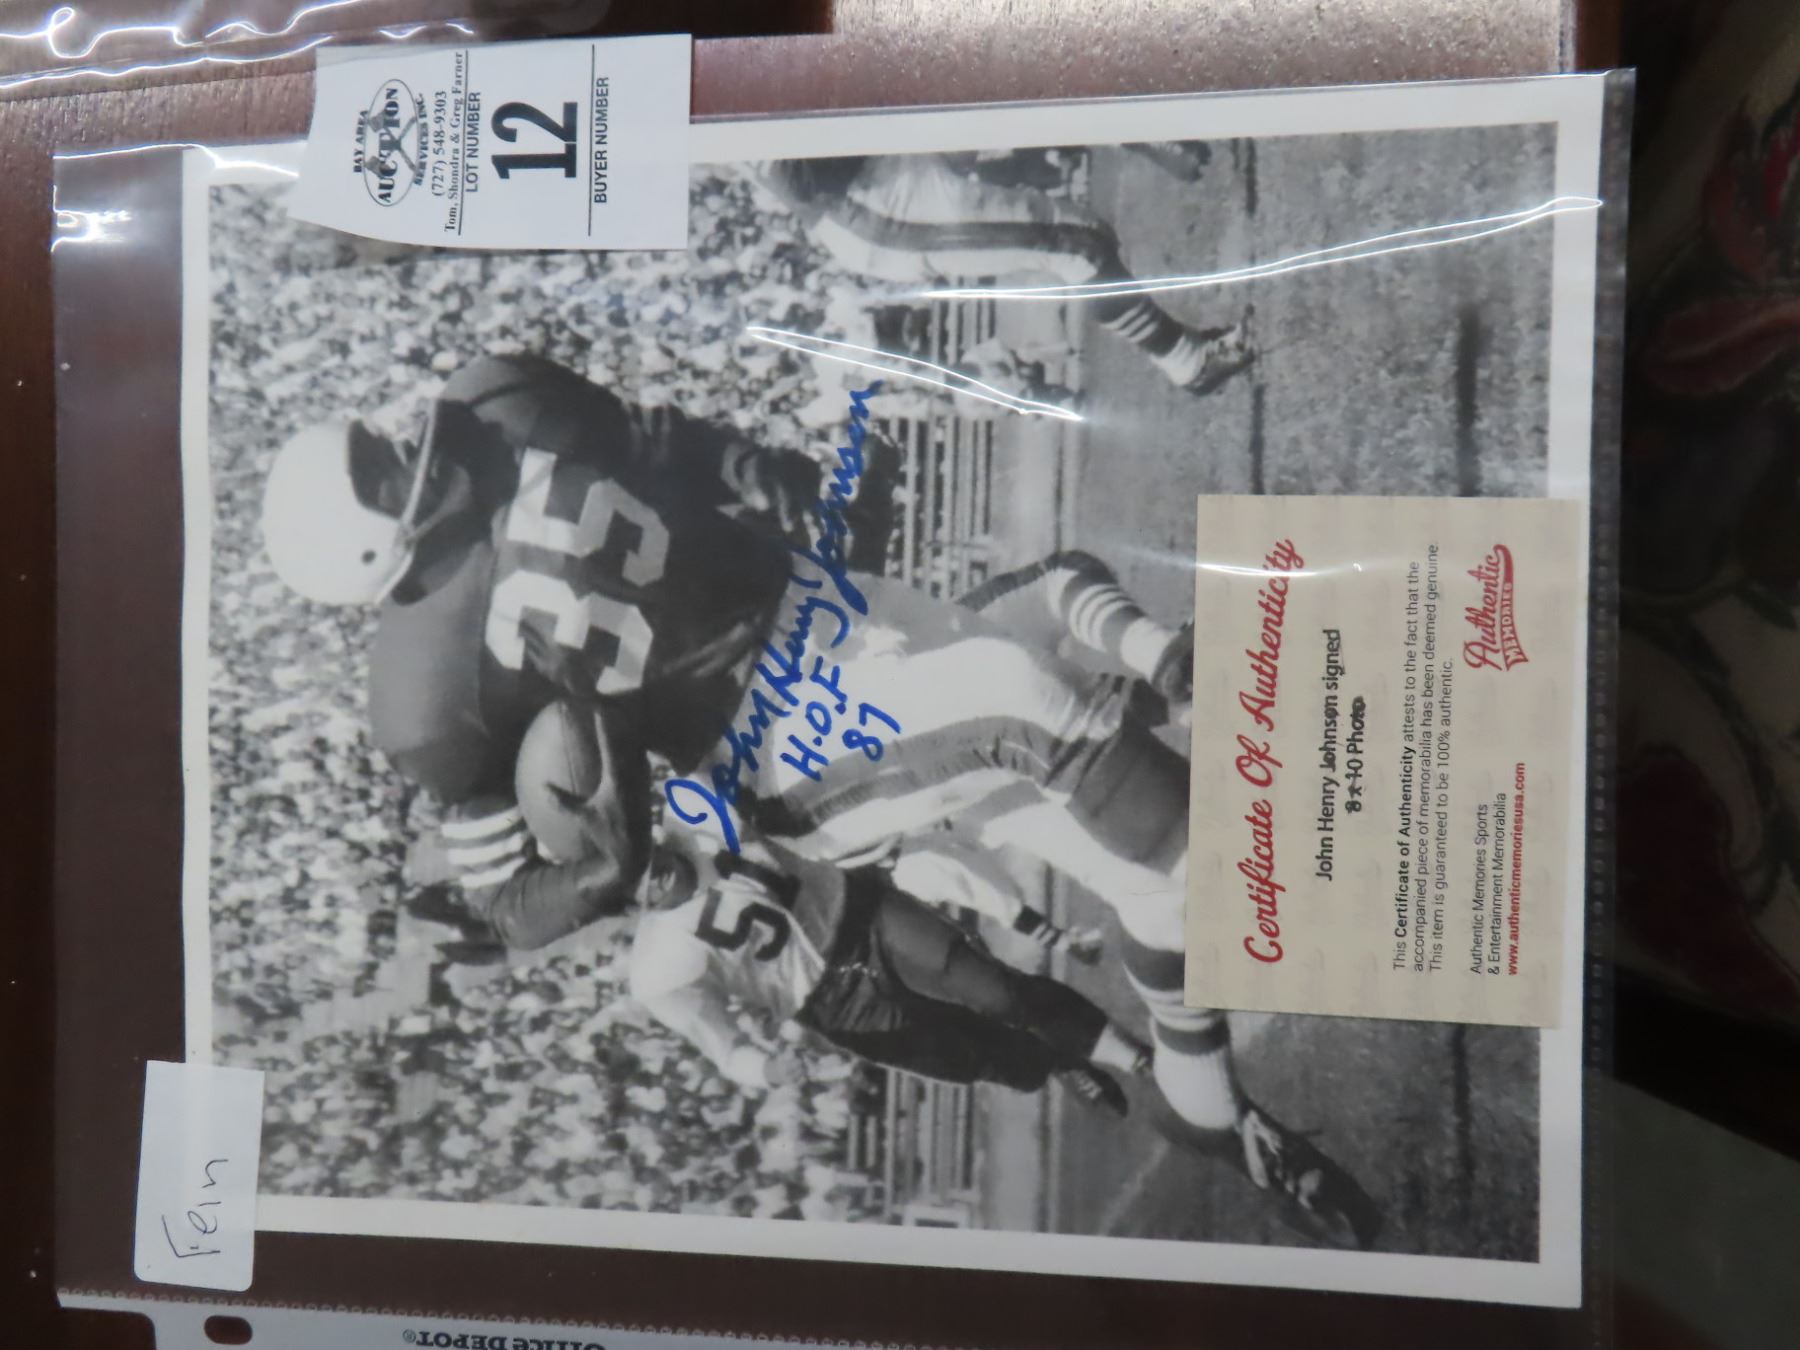 BAY AREA
AUCTION
SERVICES INC.
(727) 548-9303
Tom, Shondra & Greg Farner
LOT NUMBER
12
BUYER NUMBER
35
51
John Henry Johnson
H.O.F
87
Certificate Of Authenticity
John Henry Johnson signed
8x10 Photo
This Certificate of Authenticity attests to the fact that the
accompanied piece of memorabilia has been deemed genuine.
This item is guaranteed to be 100% authentic.
Authentic Memories Sports
& Entertainment Memorabilia
www.authenticmemoriesusa.com
Authentic
MEMORIES
Fein
Office DEPOT®